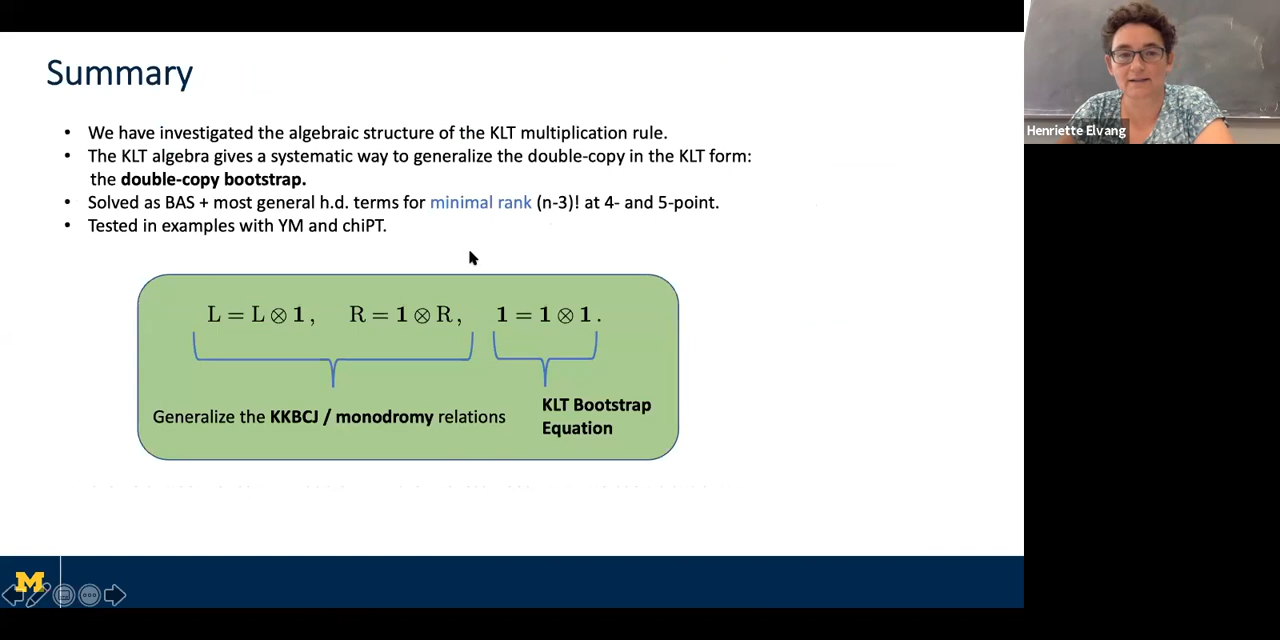 Summary
• We have investigated the algebraic structure of the KLT multiplication rule.
• The KLT algebra gives a systematic way to generalize the double-copy in the KLT form:
the double-copy bootstrap.
• Solved as BAS + most general h.d. terms for minimal rank (n-3)! at 4- and 5-point.
• Tested in examples with YM and chiPT.
L = L ⊗ 1, R = 1 ⊗ R, 1 = 1 ⊗ 1.
Generalize the KKBCJ / monodromy relations
KLT Bootstrap
Equation
M
Henriette Elvang